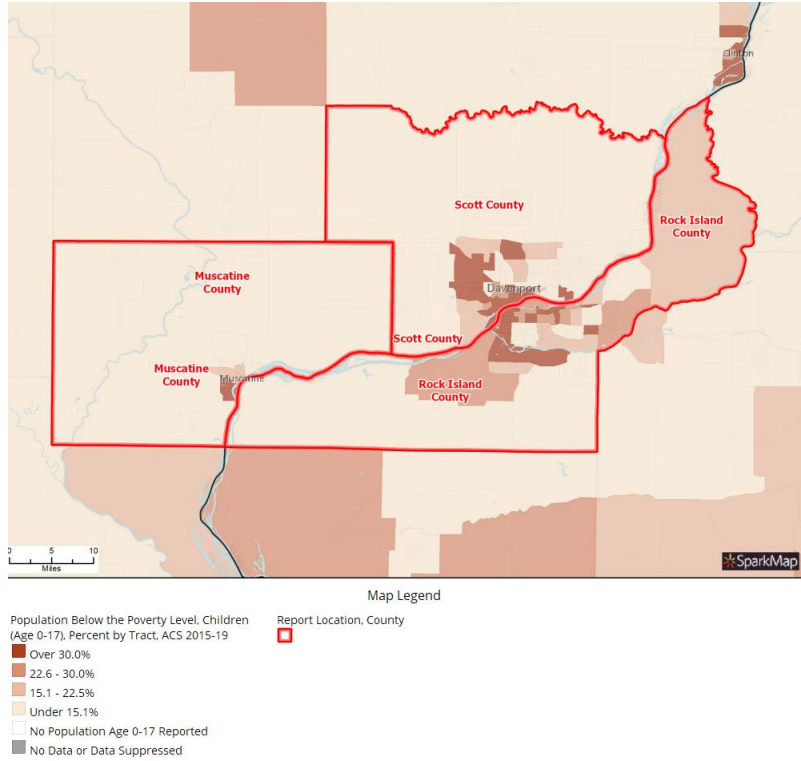 Clinton
Scott County
Rock Island
County
Muscatine
County
Davenport
Scott County
Muscatine
County
Muscatine
Rock Island
County
0 5 10
Miles
SparkMap
Map Legend
Population Below the Poverty Level, Children
(Age 0-17), Percent by Tract, ACS 2015-19
Over 30.0%
22.6 - 30.0%
15.1 - 22.5%
Under 15.1%
No Population Age 0-17 Reported
No Data or Data Suppressed
Report Location, County